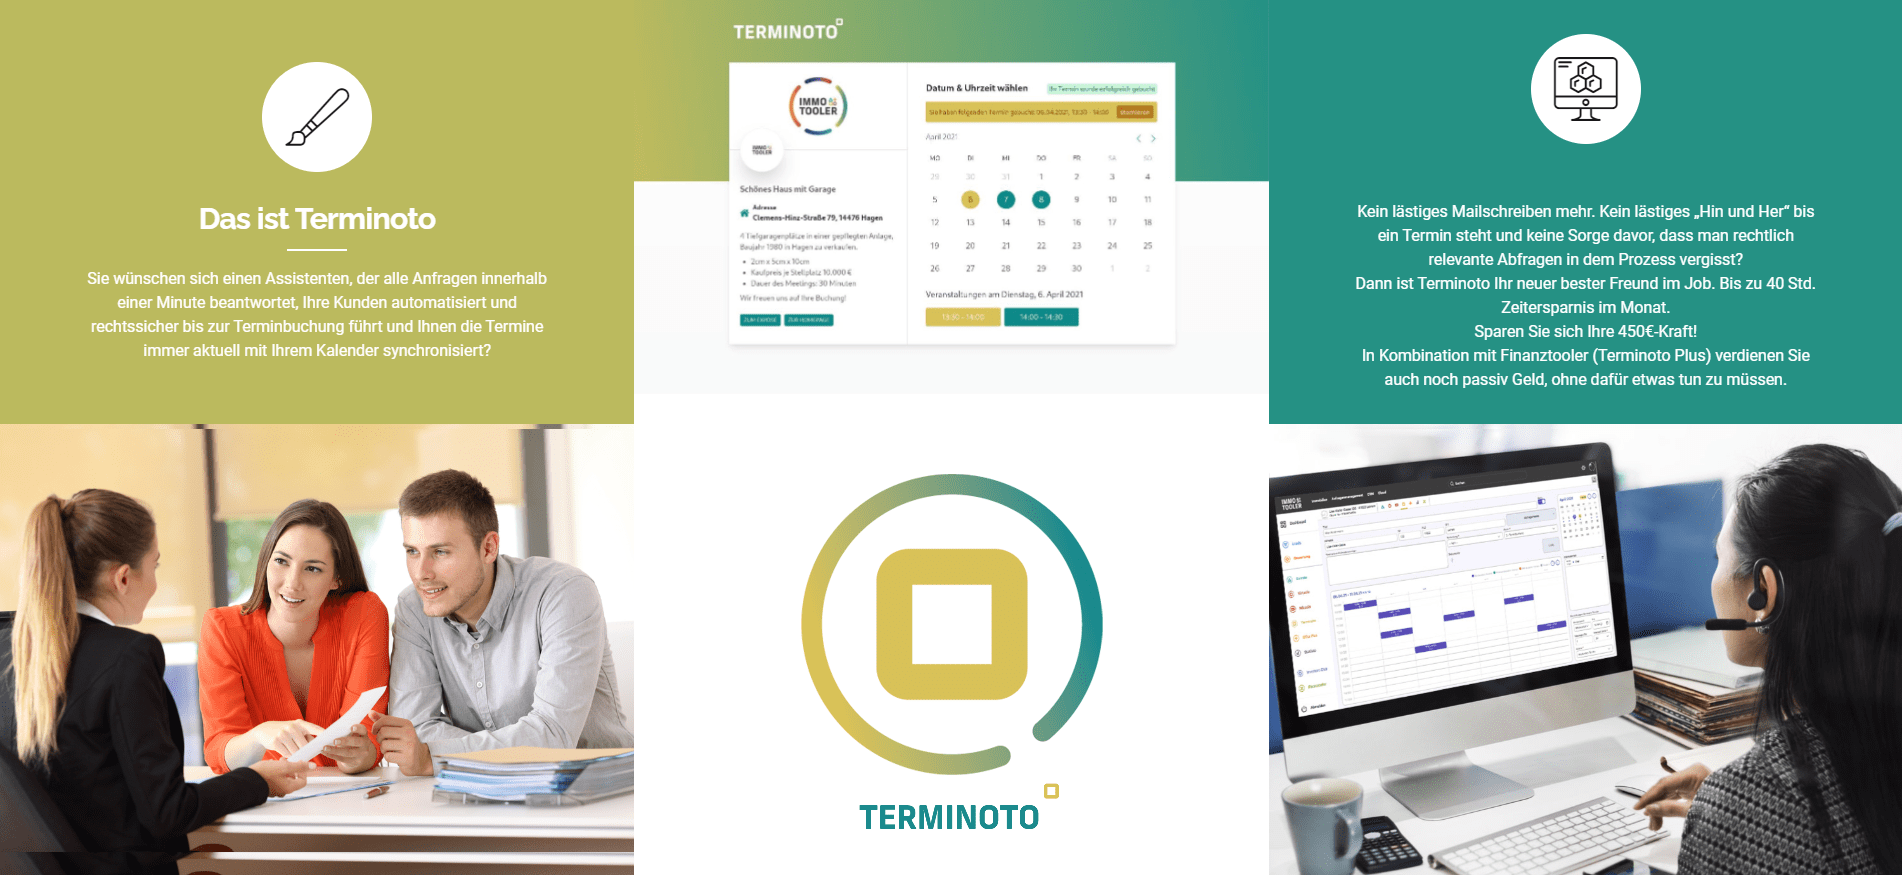 Das ist Terminoto
Sie wünschen sich einen Assistenten, der alle Anfragen innerhalb
einer Minute beantwortet, Ihre Kunden automatisiert und
rechtssicher bis zur Terminbuchung führt und Ihnen die Termine
immer aktuell mit Ihrem Kalender synchronisiert?
TERMINOTO
IMMO
TOOLER
IMMO
TOOLER
Schönes Haus mit Garage
Adresse
Clemens-Hinz-Straße 79, 14476 Hagen
4 Tiefgaragenplätze in einer gepflegten Anlage,
Baujahr 1980 in Hagen zu verkaufen.
• 2cm x 5cm x 10cm
• Kaufpreis je Stellplatz 10.000 €
• Dauer des Meetings: 30 Minuten
Wir freuen uns auf Ihre Buchung!
ZUM EXPOSÉ ZUR HOMEPAGE
Datum & Uhrzeit wählen
Ihr Termin wurde erfolgreich gebucht
Sie haben folgenden Termin gebucht: 06.04.2021, 13:30 - 14:00
April 2021
MO DI MI DO FR SA SO
29 30 31 1 2 3 4
5 6 7 8 9 10 11
12 13 14 15 16 17 18
19 20 21 22 23 24 25
26 27 28 29 30 1 2
Veranstaltungen am Dienstag, 6. April 2021
13:30 - 14:00 14:00 - 14:30
Kein lästiges Mailschreiben mehr. Kein lästiges „Hin und Her“ bis
ein Termin steht und keine Sorge davor, dass man rechtlich
relevante Abfragen in dem Prozess vergisst?
Dann ist Terminoto Ihr neuer bester Freund im Job. Bis zu 40 Std.
Zeitersparnis im Monat.
Sparen Sie sich Ihre 450€-Kraft!
In Kombination mit Finanztooler (Terminoto Plus) verdienen Sie
auch noch passiv Geld, ohne dafür etwas tun zu müssen.
TERMINOTO
IMMO
TOOLER
Dashboard